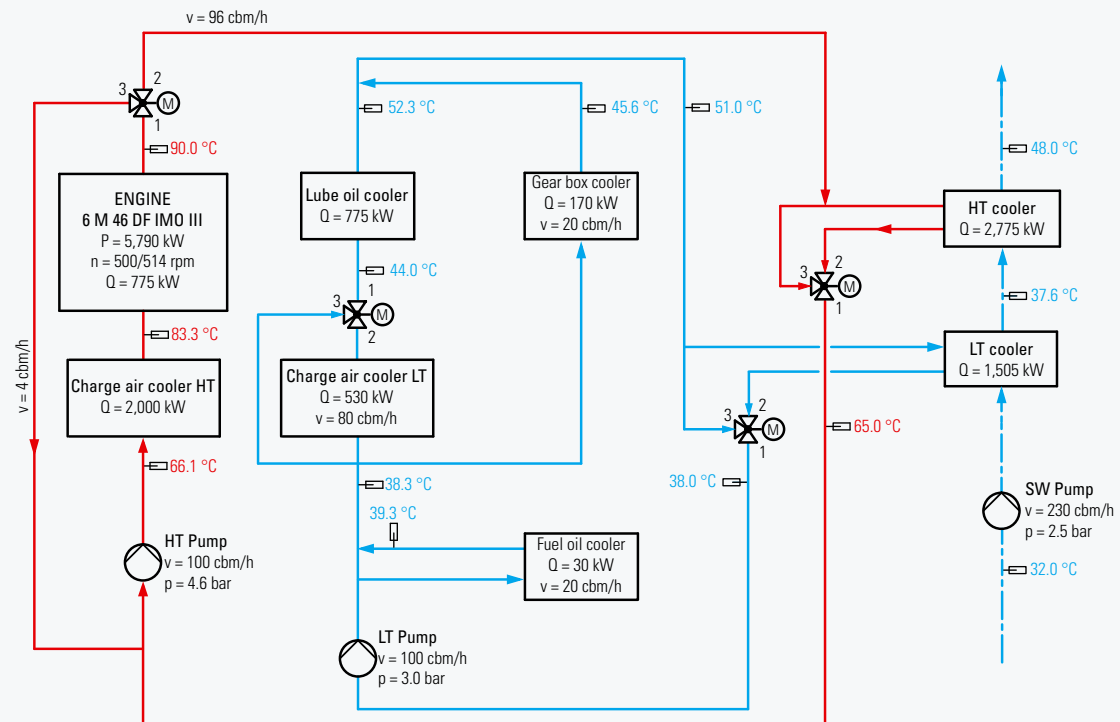 v = 96 cbm/h
2
3
M
1
90.0 °C
ENGINE
6 M 46 DF IMO III
P = 5,790 kW
n = 500/514 rpm
Q = 775 kW
83.3 °C
Charge air cooler HT
Q = 2,000 kW
66.1 °C
v = 4 cbm/h
HT Pump
v = 100 cbm/h
p = 4.6 bar
52.3 °C
45.6 °C
51.0 °C
Lube oil cooler
Q = 775 kW
Gear box cooler
Q = 170 kW
v = 20 cbm/h
44.0 °C
1
3
M
2
Charge air cooler LT
Q = 530 kW
v = 80 cbm/h
38.3 °C
39.3 °C
Fuel oil cooler
Q = 30 kW
v = 20 cbm/h
LT Pump
v = 100 cbm/h
p = 3.0 bar
48.0 °C
HT cooler
Q = 2,775 kW
2
3
M
1
37.6 °C
LT cooler
Q = 1,505 kW
2
3
M
1
65.0 °C
38.0 °C
SW Pump
v = 230 cbm/h
p = 2.5 bar
32.0 °C